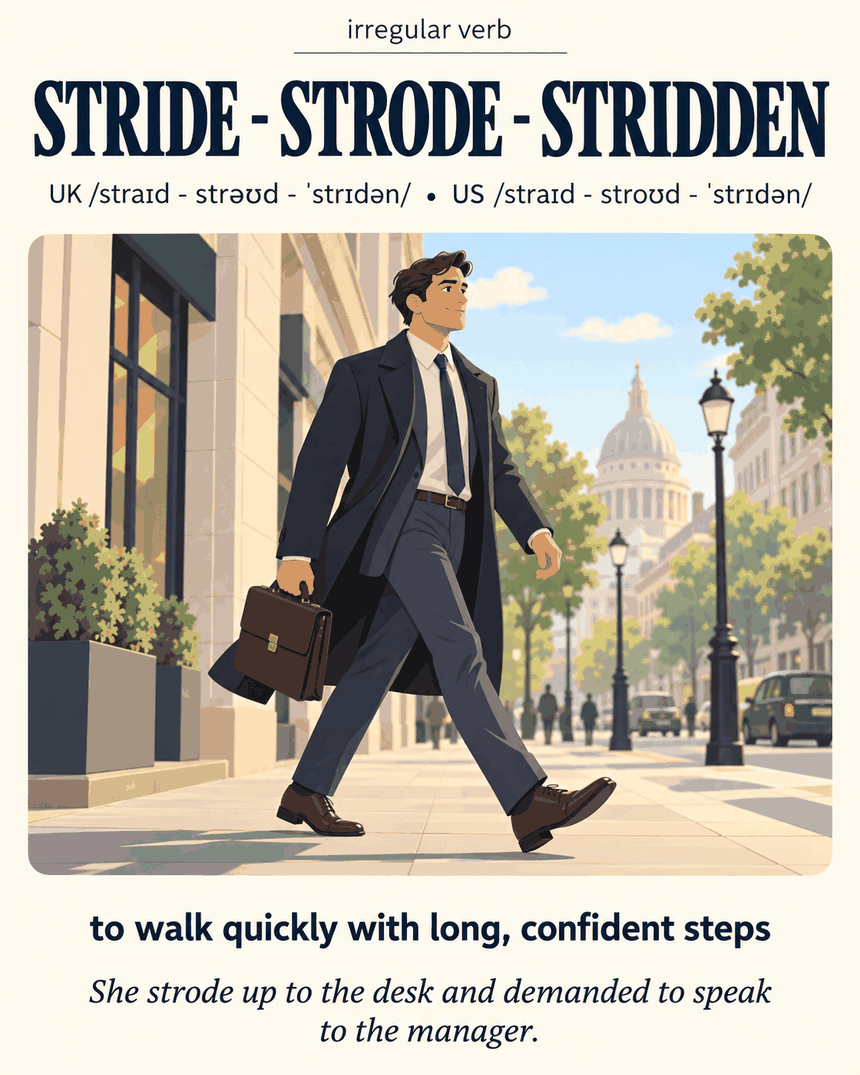 irregular verb
STRIDE - STRODE - STRIDDEN
UK /straɪd - strəʊd - ˈstrɪdən/ • US /straɪd - stroʊd - ˈstrɪdən/
to walk quickly with long, confident steps
She strode up to the desk and demanded to speak
to the manager.